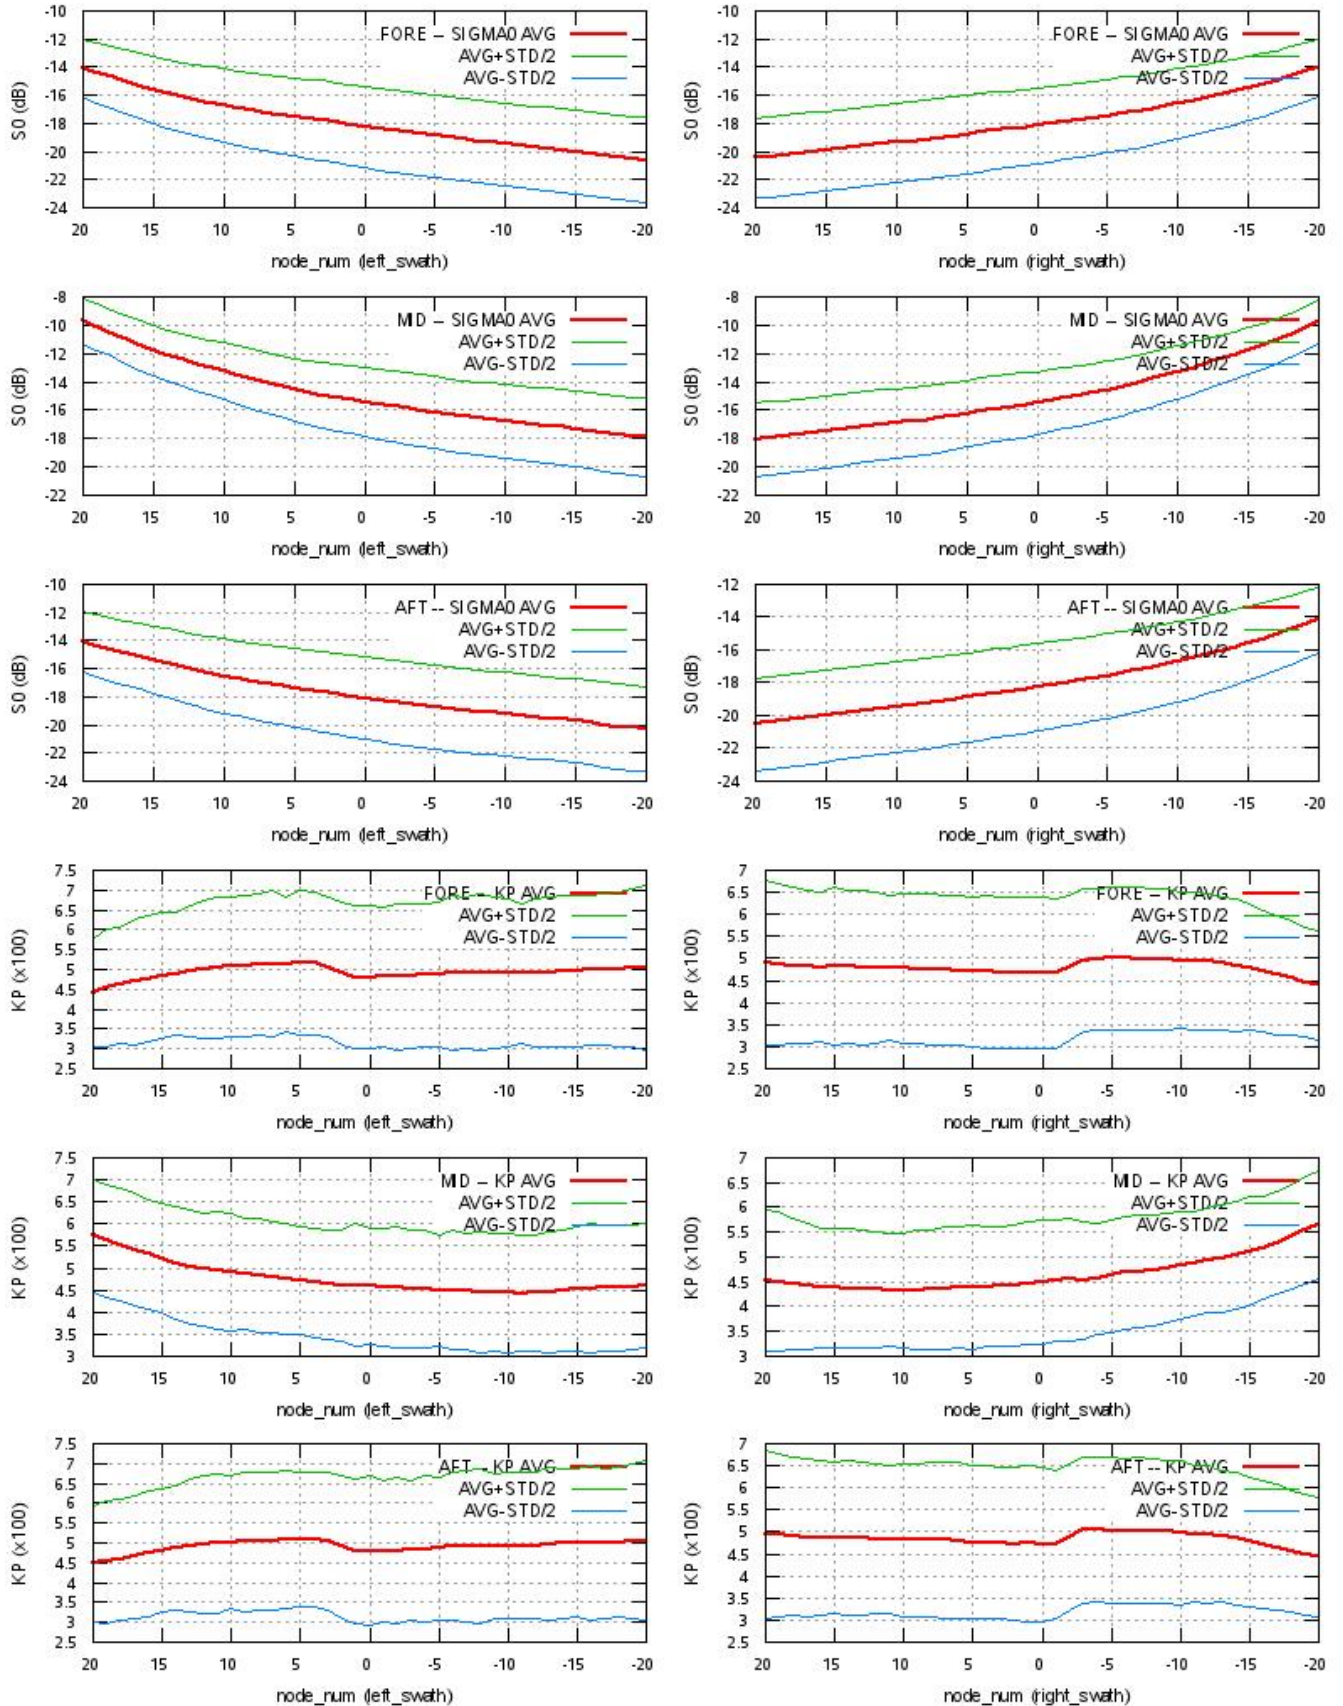 -10
-12
-14
-16
-18
-20
-22
-24
S0 (dB)
FORE -- SIGMA0 AVG
AVG+STD/2
AVG-STD/2
20 15 10 5 0 -5 -10 -15 -20
node_num (left_swath)
-10
-12
-14
-16
-18
-20
-22
-24
S0 (dB)
FORE -- SIGMA0 AVG
AVG+STD/2
AVG-STD/2
20 15 10 5 0 -5 -10 -15 -20
node_num (right_swath)
-8
-10
-12
-14
-16
-18
-20
-22
S0 (dB)
MID -- SIGMA0 AVG
AVG+STD/2
AVG-STD/2
20 15 10 5 0 -5 -10 -15 -20
node_num (left_swath)
-8
-10
-12
-14
-16
-18
-20
-22
S0 (dB)
MID -- SIGMA0 AVG
AVG+STD/2
AVG-STD/2
20 15 10 5 0 -5 -10 -15 -20
node_num (right_swath)
-10
-12
-14
-16
-18
-20
-22
-24
S0 (dB)
AFT -- SIGMA0 AVG
AVG+STD/2
AVG-STD/2
20 15 10 5 0 -5 -10 -15 -20
node_num (left_swath)
-12
-14
-16
-18
-20
-22
-24
S0 (dB)
AFT -- SIGMA0 AVG
AVG+STD/2
AVG-STD/2
20 15 10 5 0 -5 -10 -15 -20
node_num (right_swath)
7.5
7
6.5
6
5.5
5
4.5
4
3.5
3
2.5
KP (x100)
FORE -- KP AVG
AVG+STD/2
AVG-STD/2
20 15 10 5 0 -5 -10 -15 -20
node_num (left_swath)
7
6.5
6
5.5
5
4.5
4
3.5
3
2.5
KP (x100)
FORE -- KP AVG
AVG+STD/2
AVG-STD/2
20 15 10 5 0 -5 -10 -15 -20
node_num (right_swath)
7.5
7
6.5
6
5.5
5
4.5
4
3.5
3
KP (x100)
MID -- KP AVG
AVG+STD/2
AVG-STD/2
20 15 10 5 0 -5 -10 -15 -20
node_num (left_swath)
7
6.5
6
5.5
5
4.5
4
3.5
3
KP (x100)
MID -- KP AVG
AVG+STD/2
AVG-STD/2
20 15 10 5 0 -5 -10 -15 -20
node_num (right_swath)
7.5
7
6.5
6
5.5
5
4.5
4
3.5
3
2.5
KP (x100)
AFT -- KP AVG
AVG+STD/2
AVG-STD/2
20 15 10 5 0 -5 -10 -15 -20
node_num (left_swath)
7
6.5
6
5.5
5
4.5
4
3.5
3
2.5
KP (x100)
AFT -- KP AVG
AVG+STD/2
AVG-STD/2
20 15 10 5 0 -5 -10 -15 -20
node_num (right_swath)